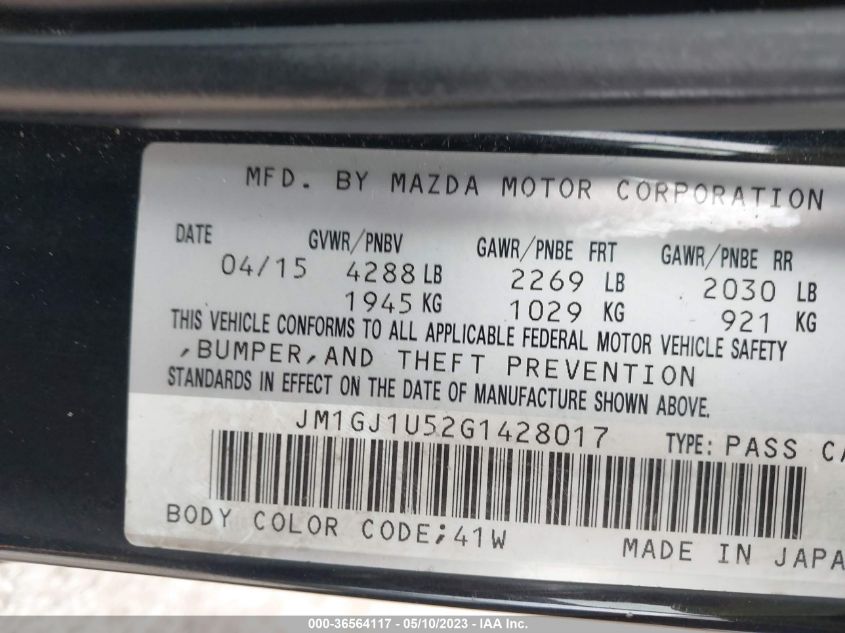 MFD. BY MAZDA MOTOR CORPORATION
DATE GVWR/PNBV GAWR/PNBE FRT GAWR/PNBE RR
04/15 4288 LB 2269 LB 2030 LB
1945 KG 1029 KG 921 KG
THIS VEHICLE CONFORMS TO ALL APPLICABLE FEDERAL MOTOR VEHICLE SAFETY
,BUMPER,AND THEFT PREVENTION
STANDARDS IN EFFECT ON THE DATE OF MANUFACTURE SHOWN ABOVE.
JM1GJ1U52G1428017 TYPE: PASS CA
BODY COLOR CODE;41W
MADE IN JAPA
000-36564117 - 05/10/2023 - IAA Inc.